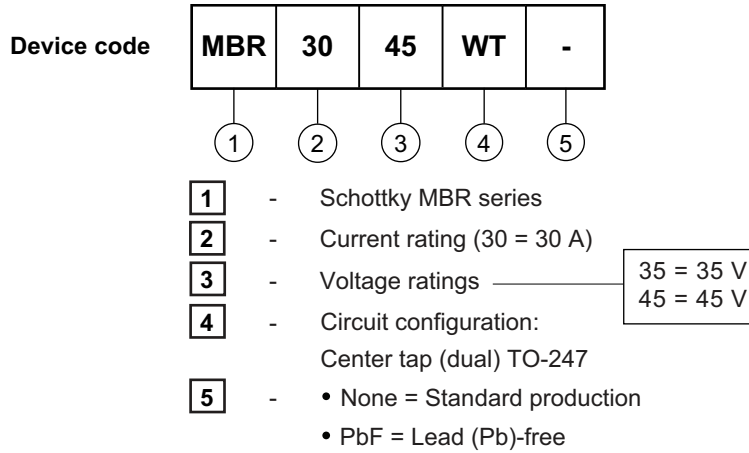 Device code MBR 30 45 WT -
1 2 3 4 5
1 - Schottky MBR series
2 - Current rating (30 = 30 A)
3 - Voltage ratings
35 = 35 V
45 = 45 V
4 - Circuit configuration:
Center tap (dual) TO-247
5 - • None = Standard production
• PbF = Lead (Pb)-free